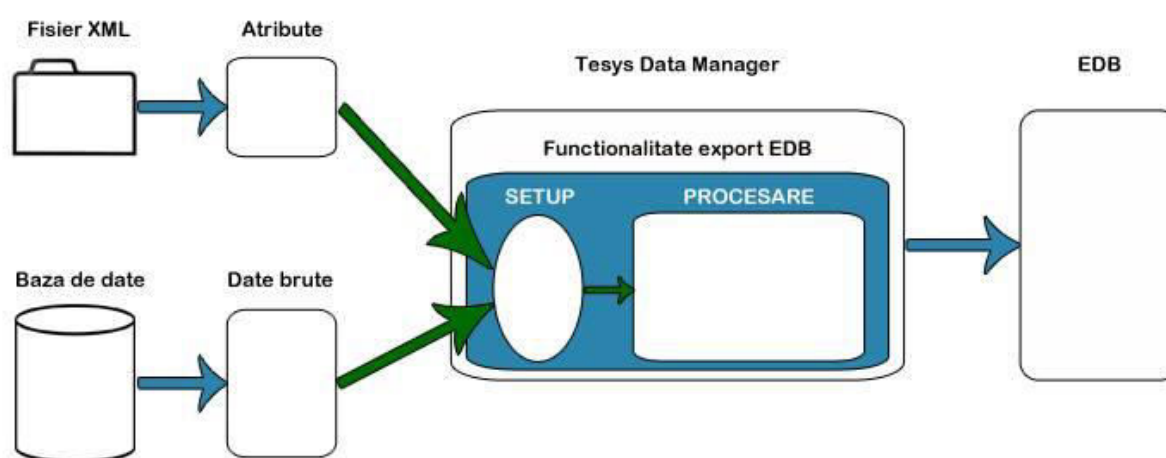 Fisier XML
Atribute
Tesys Data Manager
EDB
Functionalitate export EDB
SETUP
PROCESARE
Baza de date
Date brute